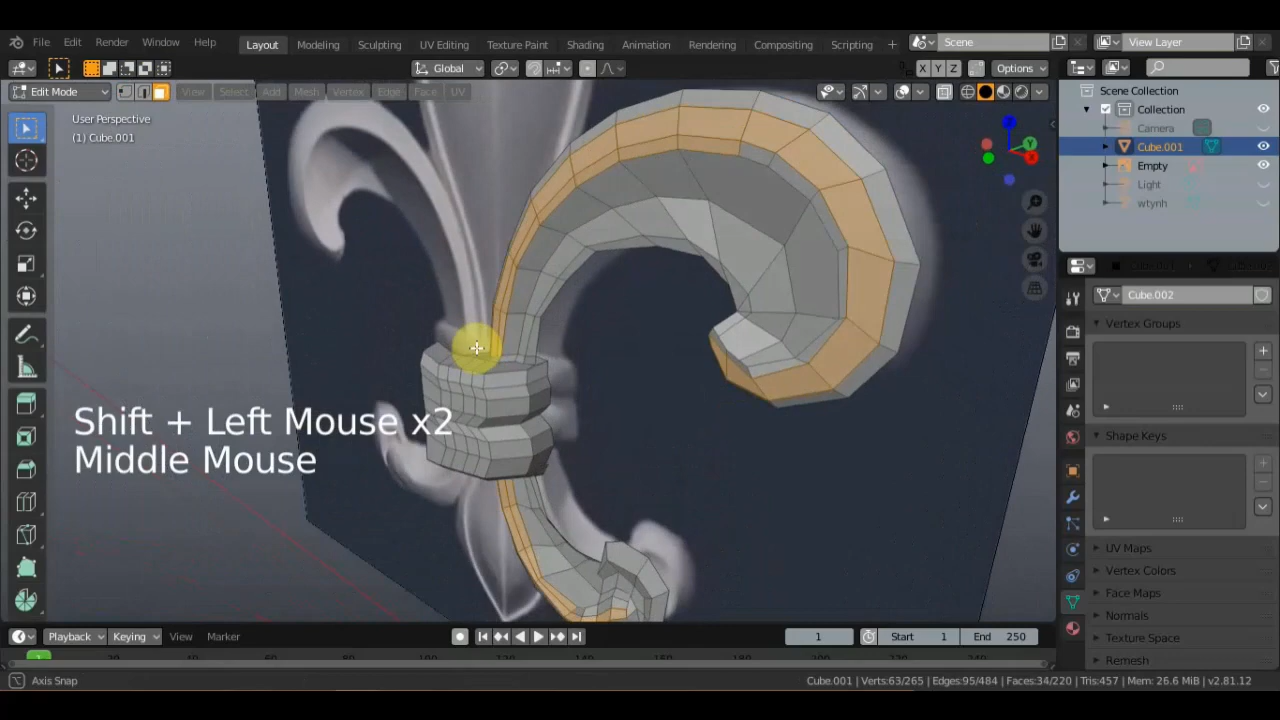 File Edit Render Window Help Layout Modeling Sculpting UV Editing Texture Paint Shading Animation Rendering Compositing Scripting + Scene View Layer
Global X Y Z Options
Edit Mode View Select Add Mesh Vertex Edge Face UV
User Perspective
(1) Cube.001
Z
Y
X
Scene Collection
Collection
Camera
Cube.001
Empty
Light
wtynh
Cube.002
Vertex Groups
Shape Keys
UV Maps
Vertex Colors
Face Maps
Normals
Texture Space
Remesh
Shift + Left Mouse x2
Middle Mouse
Playback Keying View Marker 1 Start 1 End 250
Axis Snap
Cube.001 | Verts:63/265 | Edges:95/484 | Faces:34/220 | Tris:457 | Mem: 26.6 MiB | v2.81.12